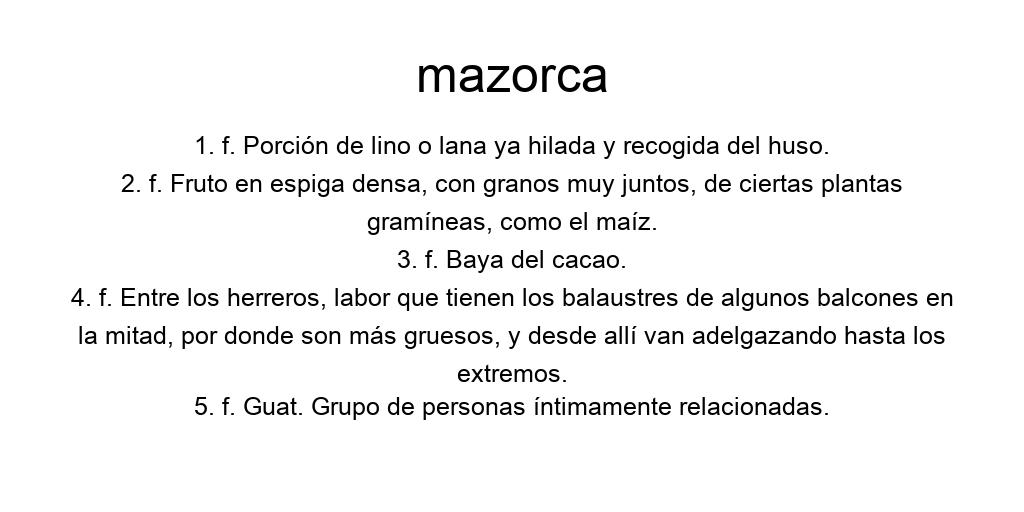 mazorca
1. f. Porción de lino o lana ya hilada y recogida del huso.
2. f. Fruto en espiga densa, con granos muy juntos, de ciertas plantas
gramíneas, como el maíz.
3. f. Baya del cacao.
4. f. Entre los herreros, labor que tienen los balaustres de algunos balcones en
la mitad, por donde son más gruesos, y desde allí van adelgazando hasta los
extremos.
5. f. Guat. Grupo de personas íntimamente relacionadas.